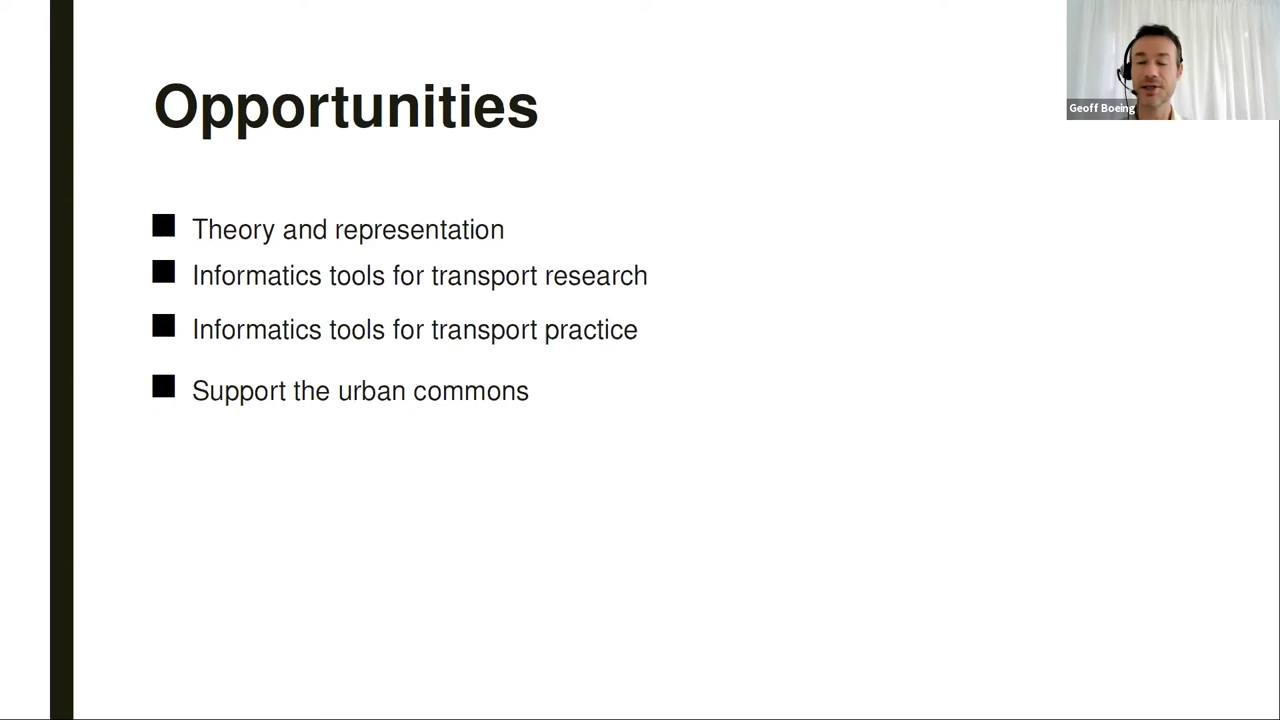 Opportunities
Geoff Boeing
Theory and representation
Informatics tools for transport research
Informatics tools for transport practice
Support the urban commons